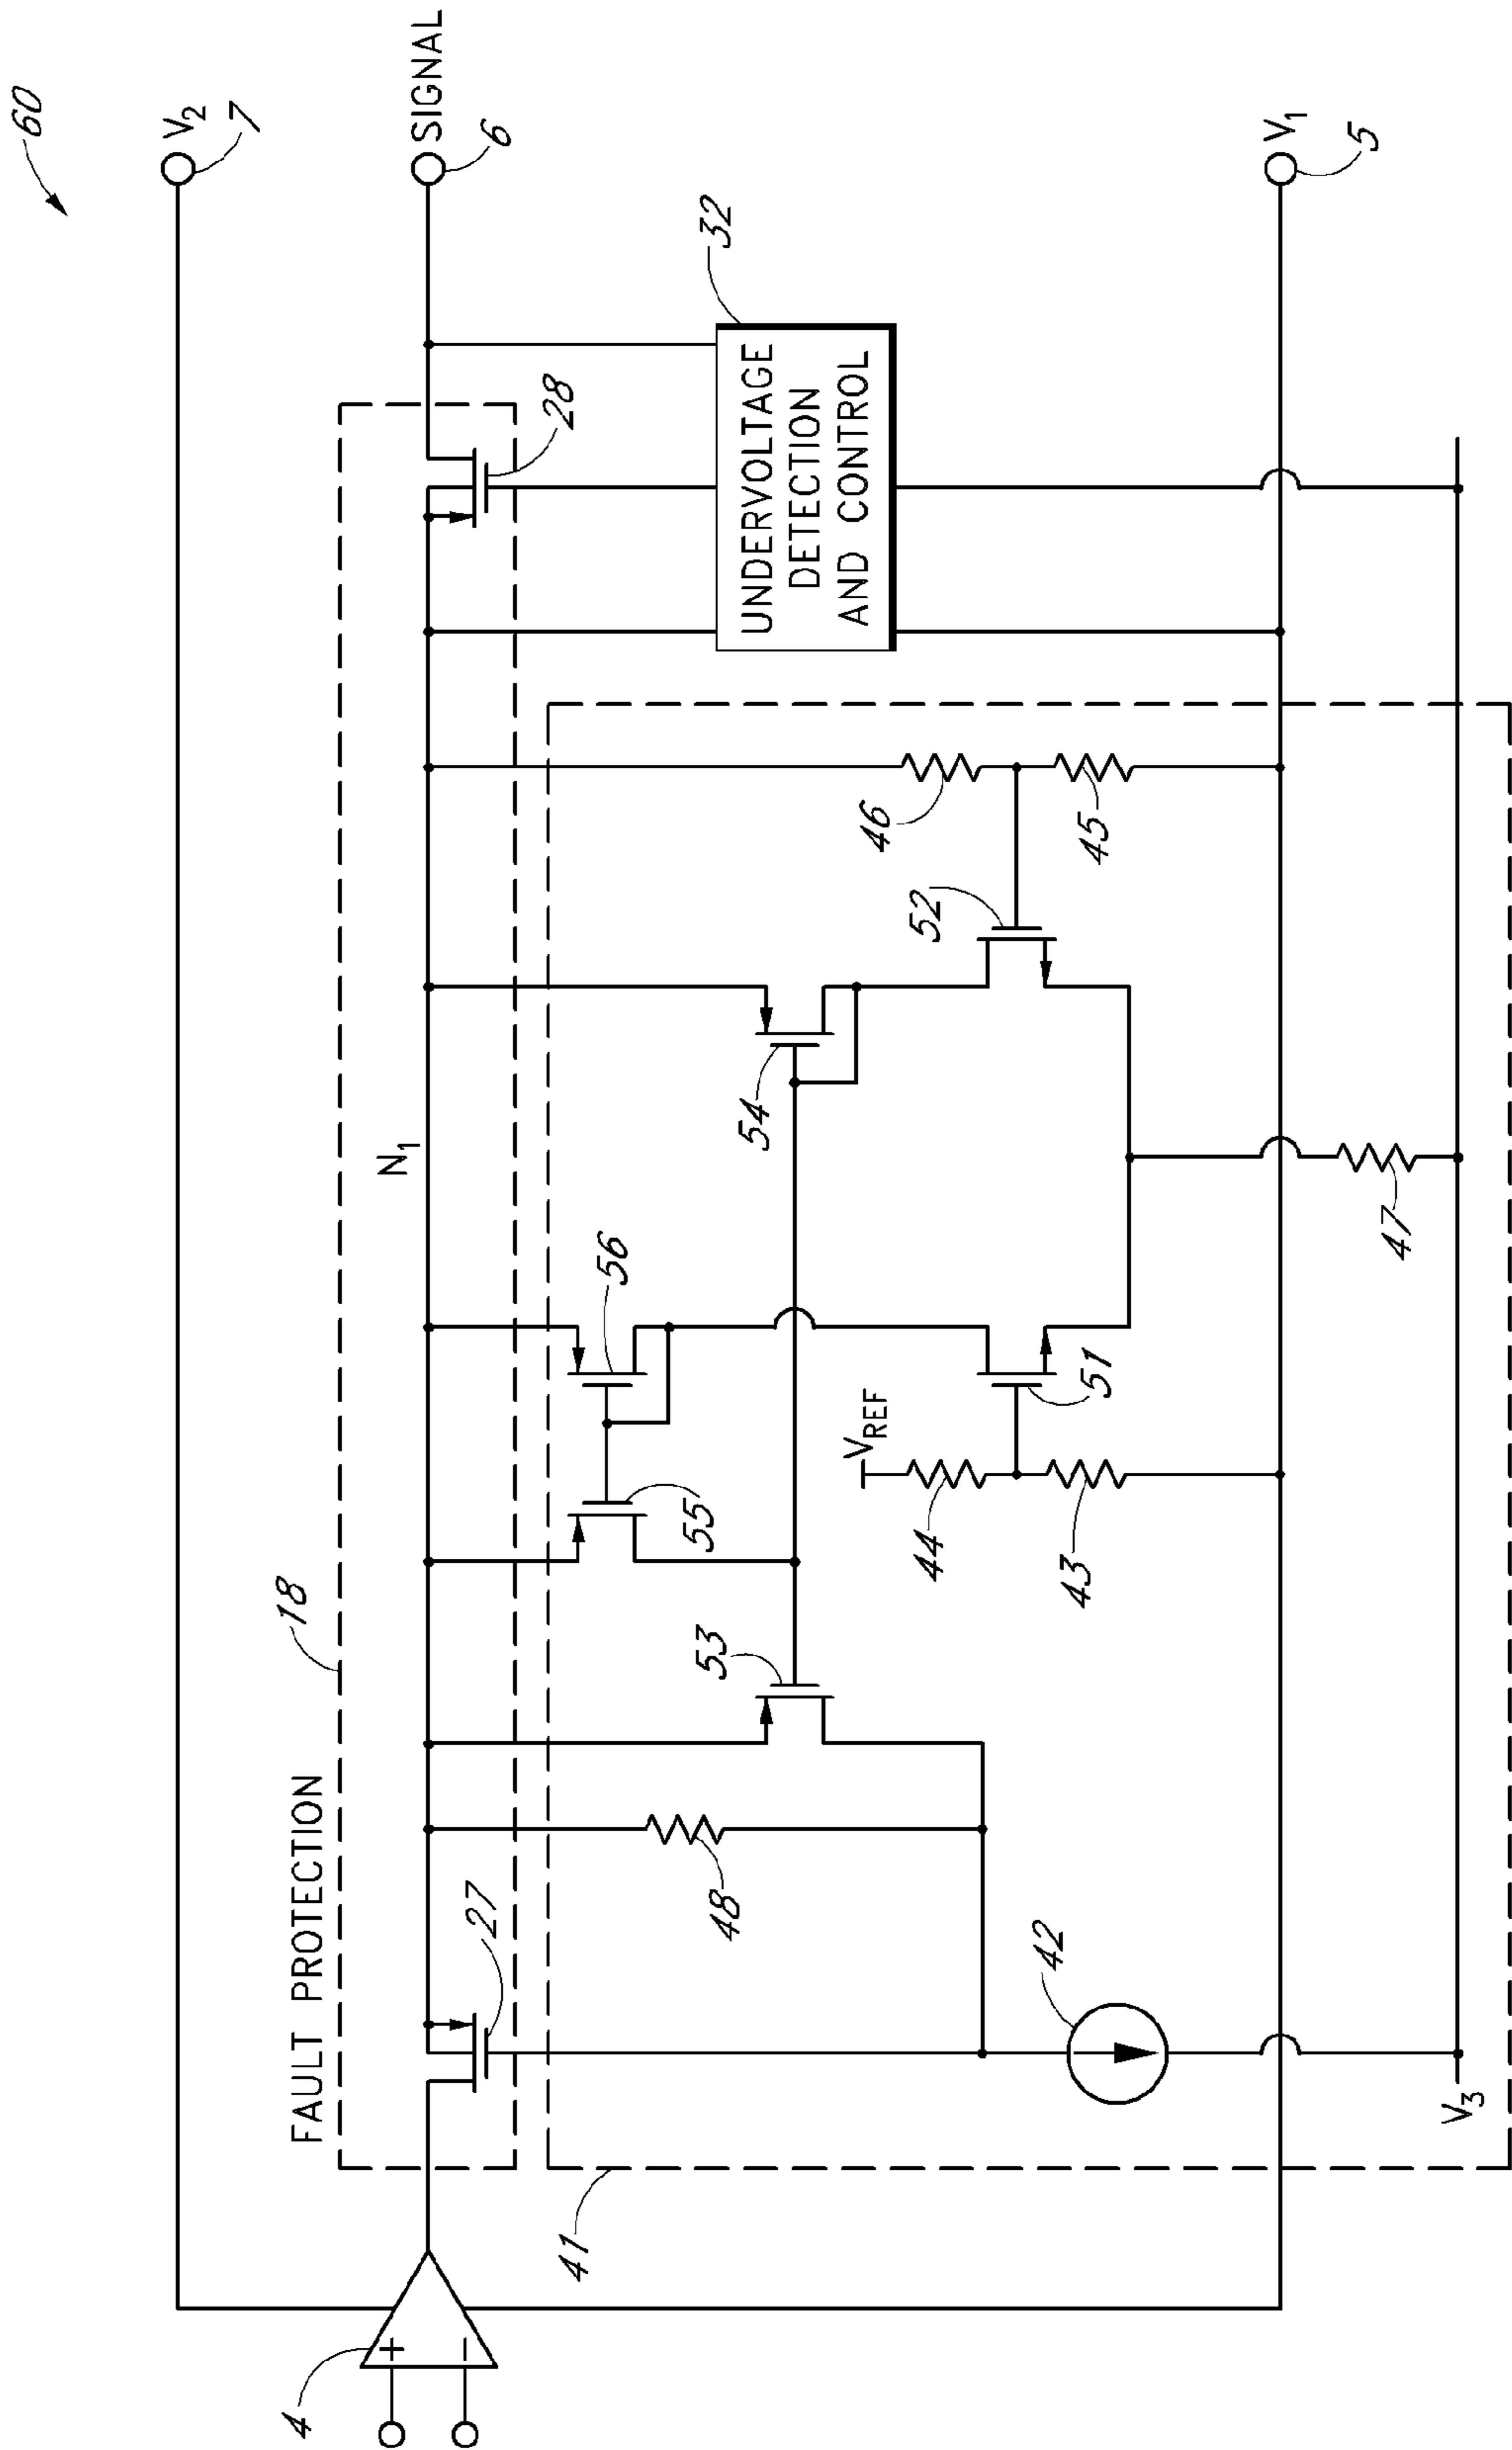 60
V2
7
SIGNAL
6
V1
5
32
UNDERVOLTAGE
DETECTION
AND CONTROL
28
FAULT PROTECTION
18
N1
46
45
52
54
56
55
51
VREF
44
43
47
53
48
27
42
V3
41
4
+
−